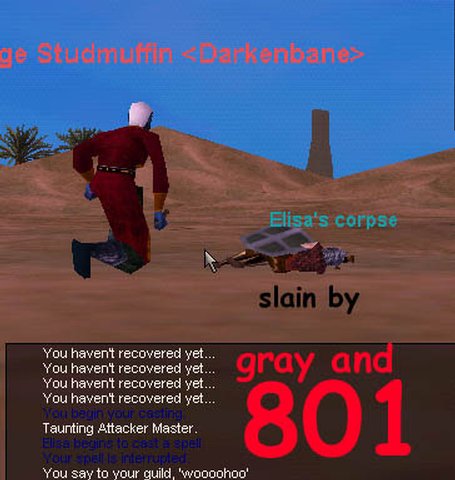 ge Studmuffin <Darkenbane>
Elisa's corpse
slain by
gray and
801
You haven't recovered yet...
You haven't recovered yet...
You haven't recovered yet...
You haven't recovered yet...
You begin your casting.
Taunting Attacker Master.
Elisa begins to cast a spell.
Your spell is interrupted.
You say to your guild, 'woooohoo'